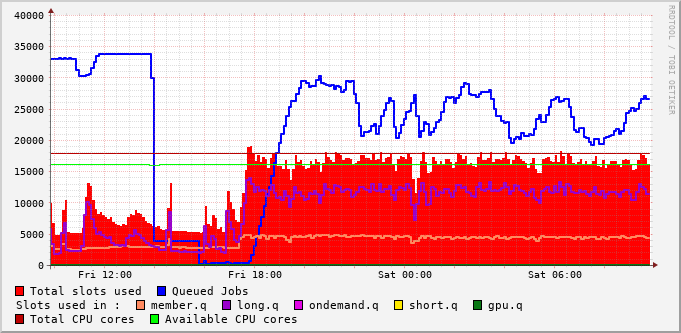 40000
35000
30000
25000
20000
15000
10000
5000
0
Fri 12:00 Fri 18:00 Sat 00:00 Sat 06:00
Total slots used Queued Jobs
Slots used in : member.q long.q ondemand.q short.q gpu.q
Total CPU cores Available CPU cores
RRDTOOL / TOBI OETIKER